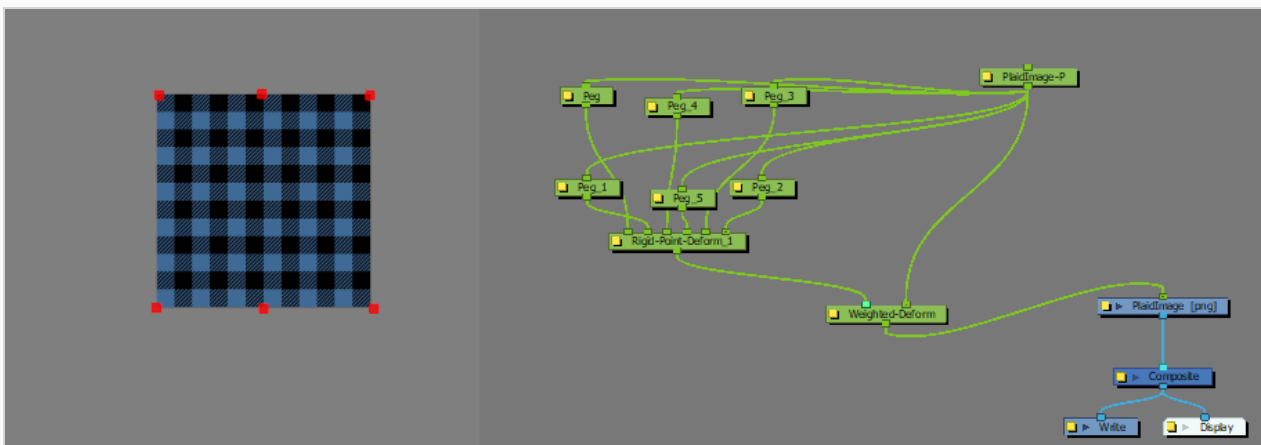 PlaidImage-P
Peg
Peg_4
Peg_3
Peg_1
Peg_5
Peg_2
Rigid-Point-Deform_1
Weighted-Deform
PlaidImage [png]
Composite
Write
Display